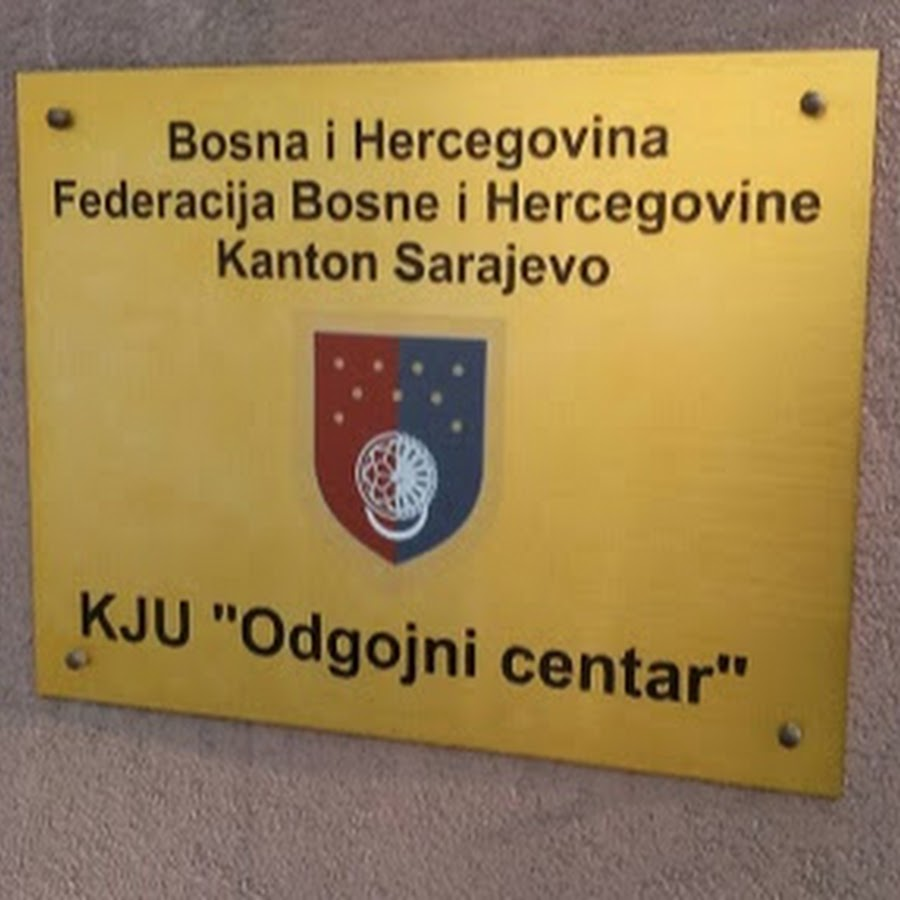 Bosna i Hercegovina
Federacija Bosne i Hercegovine
Kanton Sarajevo
KJU "Odgojni centar"